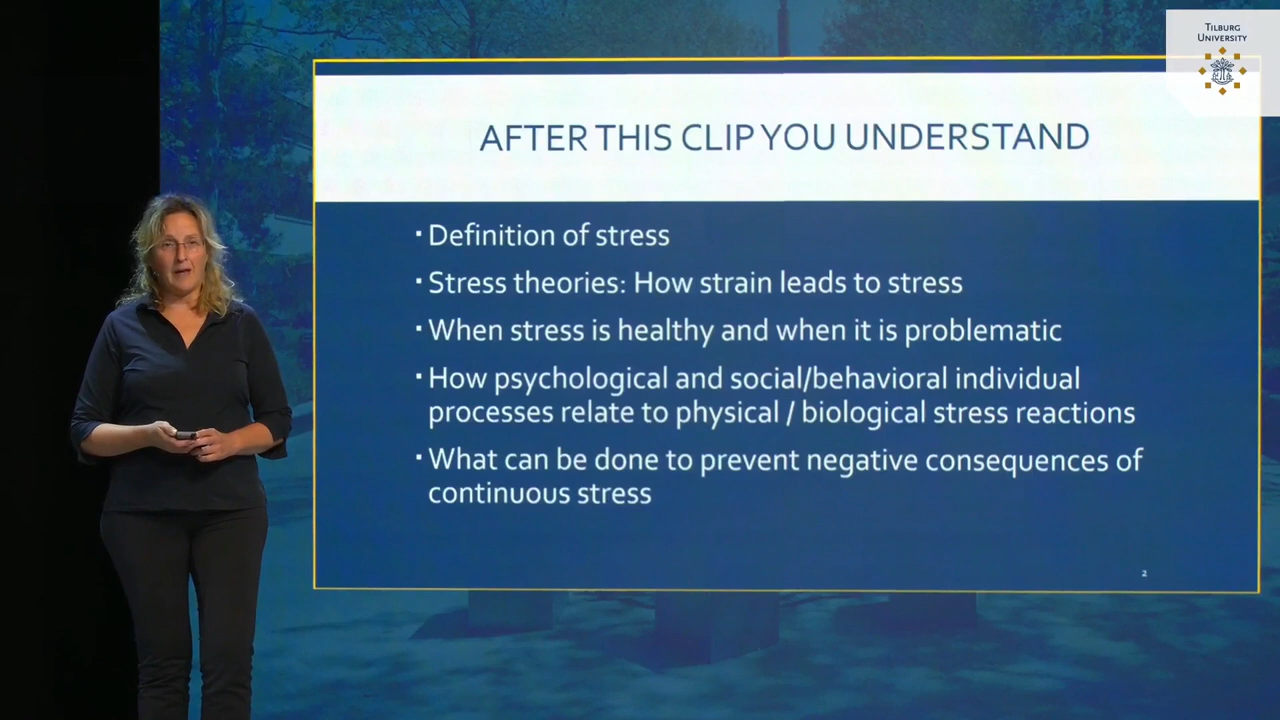 TILBURG
UNIVERSITY
AFTER THIS CLIP YOU UNDERSTAND
▪ Definition of stress
▪ Stress theories: How strain leads to stress
▪ When stress is healthy and when it is problematic
▪ How psychological and social/behavioral individual
processes relate to physical / biological stress reactions
▪ What can be done to prevent negative consequences of
continuous stress
2